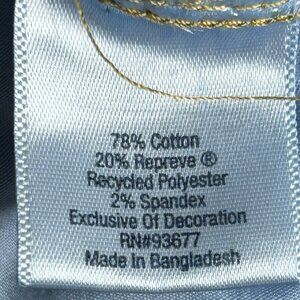 78% Cotton
20% Repreve ®
Recycled Polyester
2% Spandex
Exclusive Of Decoration
RN#93677
Made In Bangladesh